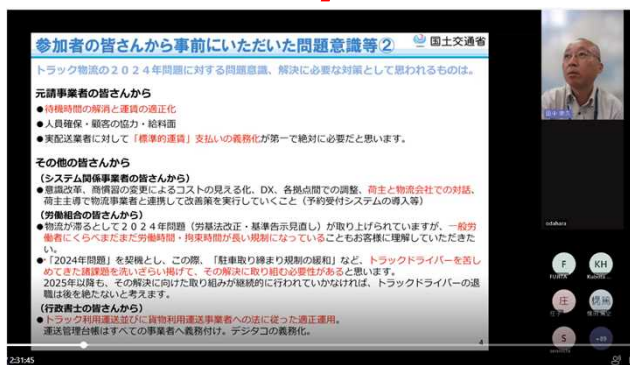 参加者の皆さんから事前にいただいた問題意識等②
国土交通省
トラック物流の2024年問題に対する問題意識、解決に必要な対策として思われるものは。
元請事業者の皆さんから
●待機時間の解消と運賃の適正化
●人員確保・顧客の協力・給料面
●実配送業者に対して「標準的運賃」支払いの義務化が第一で絶対に必要だと思います。
その他の皆さんから
（システム関係事業者の皆さんから）
●意識改革、商慣習の変更によるコストの見える化、DX、各拠点間での調整、荷主と物流会社での対話、
荷主主導で物流事業者と連携して改善策を実行していくこと（予約受付システムの導入等）
（労働組合の皆さんから）
●物流が滞るとして2024年問題（労基法改正・基準告示見直し）が取り上げられていますが、一般労
働者にくらべまだまだ労働時間・拘束時間が長い規制になっていることもお客様に理解していただきた
い。
●「2024年問題」を契機とし、この際、「駐車取り締まり規制の緩和」など、トラックドライバーを苦し
めてきた諸課題を洗いざらい掲げて、その解決に取り組む必要性があると思います。
2025年以降も、その解決に向けた取り組みが継続的に行われていかなければ、トラックドライバーの退
職は後を絶たないと考えます。
（行政書士の皆さんから）
●トラック利用運送並びに貨物利用運送事業者への法に従った適正運用。
運送管理台帳はすべての事業者へ義務付け。デジタコの義務化。
4
F
KH
FUJITA
庄
S
+89
2:31:45